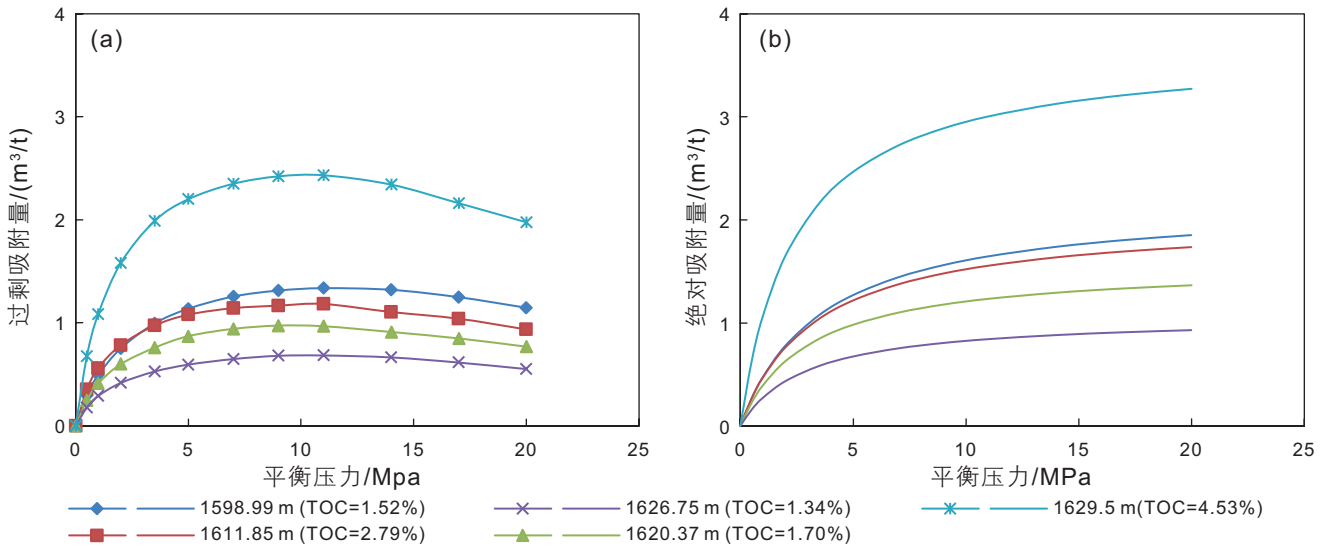 (a)
4
3
2
1
0
过剩吸附量/(m³/t)
0 5 10 15 20 25
平衡压力/Mpa
(b)
4
3
2
1
0
绝对吸附量/(m³/t)
0 5 10 15 20 25
平衡压力/MPa
1598.99 m (TOC=1.52%)
1626.75 m (TOC=1.34%)
1629.5 m(TOC=4.53%)
1611.85 m (TOC=2.79%)
1620.37 m (TOC=1.70%)